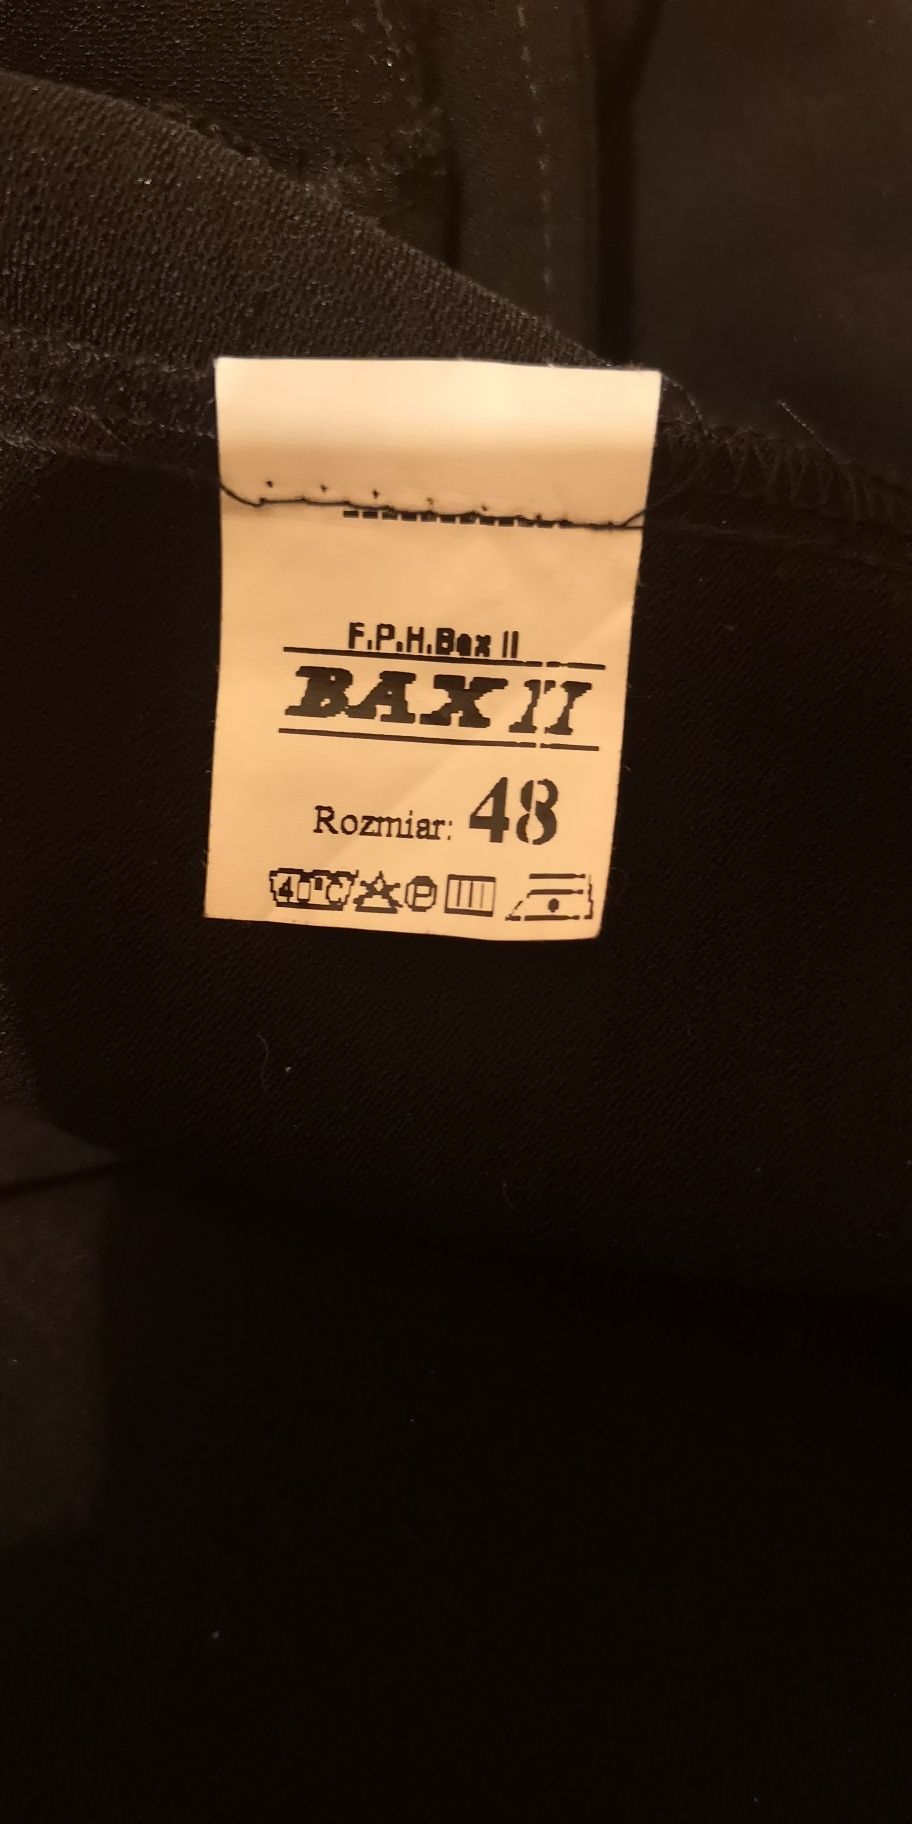 F.P.H.Bax II
BAX II
Rozmiar: 48
40°C P